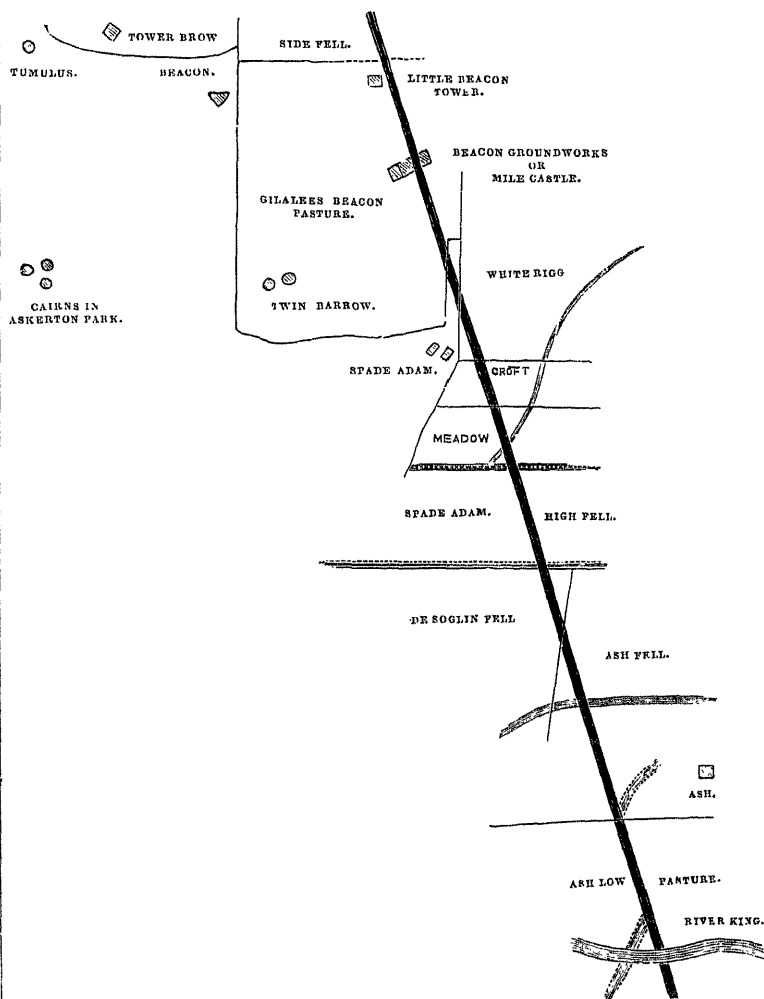 TOWER BROW
SIDE FELL.
TUMULUS.
BEACON.
LITTLE BEACON
TOWER.
BEACON GROUNDWORKS
OR
MILE CASTLE.
GILALEES BEACON
PASTURE.
WHITE RIGG
CAIRNS IN
ASKERTON PARK.
TWIN BARROW.
SPADE ADAM.
CROFT
MEADOW
SPADE ADAM.
HIGH FELL.
DE SOGLIN FELL
ASH FELL.
ASH.
ASH LOW
PASTURE.
RIVER KING.